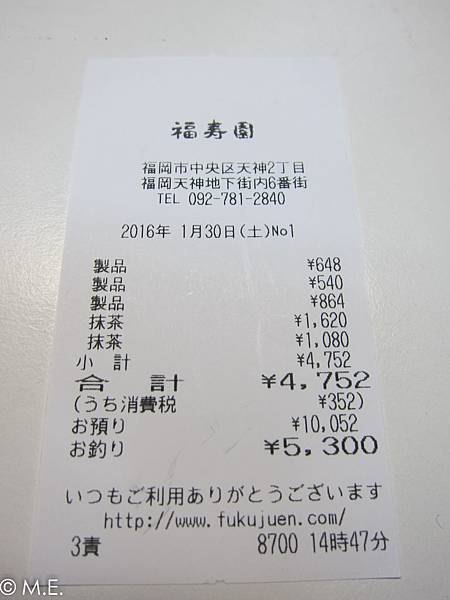 福寿園
福岡市中央区天神2丁目
福岡天神地下街内6番街
TEL 092-781-2840
2016年 1月30日(土)No1
製品 ¥648
製品 ¥540
製品 ¥864
抹茶 ¥1,620
抹茶 ¥1,080
小 計 ¥4,752
合 計 ¥4,752
(うち消費税 ¥352)
お預り ¥10,052
お釣り ¥5,300
いつもご利用ありがとうございます
http://www.fukujuen.com/
3責 8700 14時47分
© M.E.